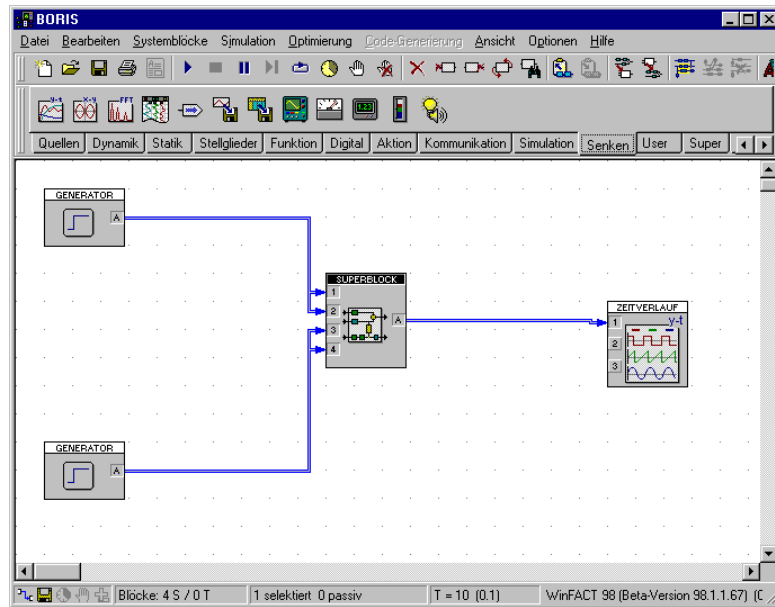 BORIS
Datei Bearbeiten Systemblöcke Simulation Optimierung Code-Generierung Ansicht Optionen Hilfe
y-t x-y FFT
123
Quellen Dynamik Statik Stellglieder Funktion Digital Aktion Kommunikation Simulation Senken User Super
GENERATOR
A
SUPERBLOCK
1
2
3
4
A
ZEITVERLAUF
1 y-t
2
3
GENERATOR
A
Blöcke: 4 S / 0 T 1 selektiert 0 passiv T = 10 (0.1) WinFACT 98 (Beta-Version 98.1.1.67) (C